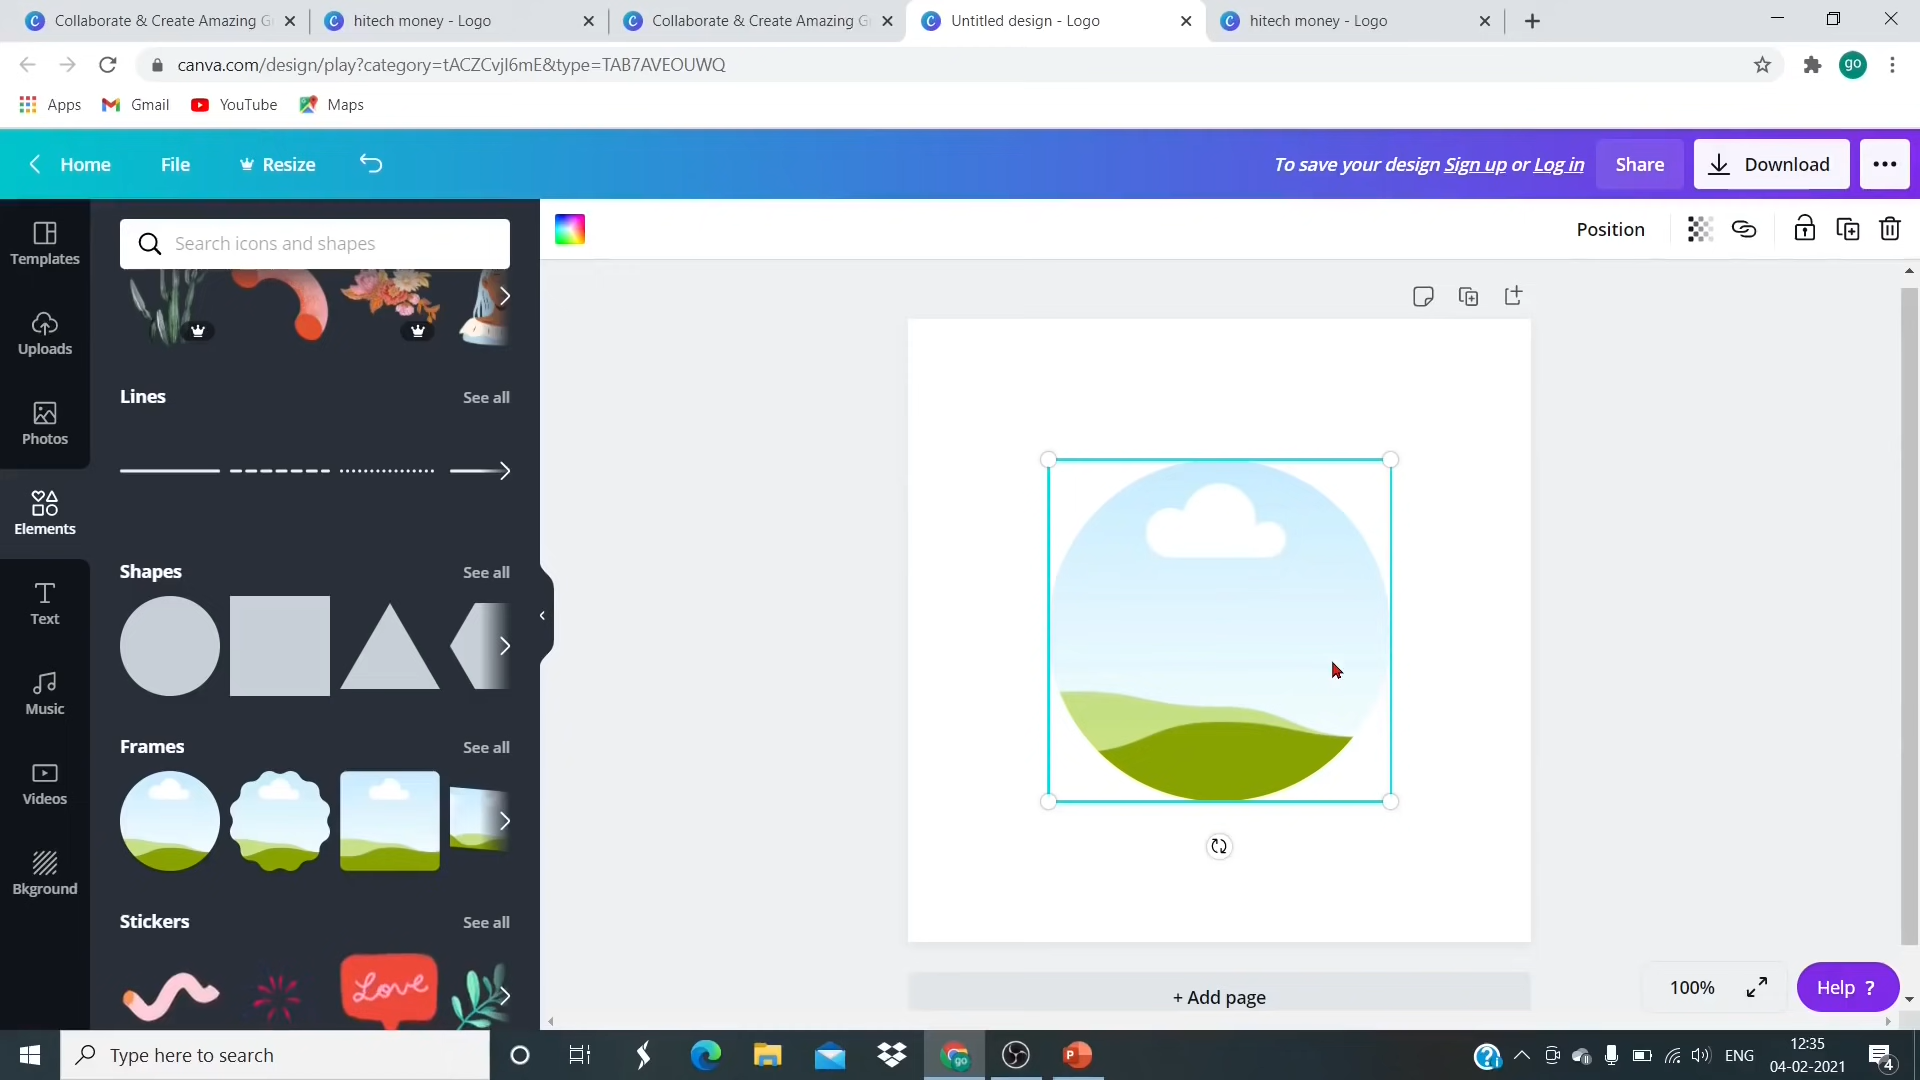 Collaborate & Create Amazing G
hitech money - Logo
Collaborate & Create Amazing G
Untitled design - Logo
hitech money - Logo
canva.com/design/play?category=tACZCvjI6mE&type=TAB7AVEOUWQ
go
Apps
Gmail
YouTube
Maps
Home
File
Resize
To save your design Sign up or Log in
Share
Download
Templates
Uploads
Photos
Elements
Text
Music
Videos
Bkground
Search icons and shapes
Lines
See all
Shapes
See all
Frames
See all
Stickers
See all
Love
Position
+ Add page
100%
Help ?
Type here to search
ENG
12:35
04-02-2021
4